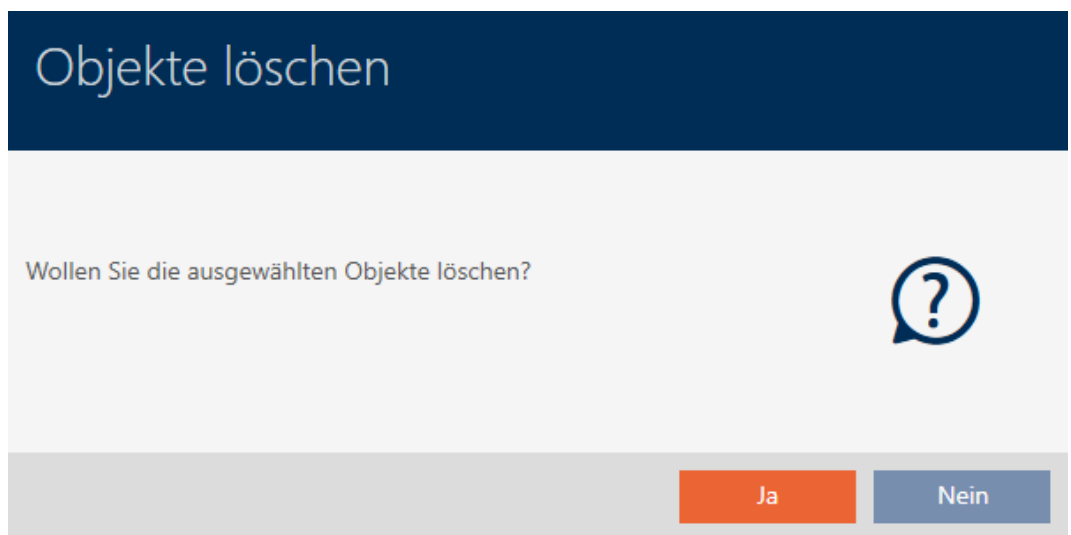 Objekte löschen
Wollen Sie die ausgewählten Objekte löschen?
?
Ja
Nein